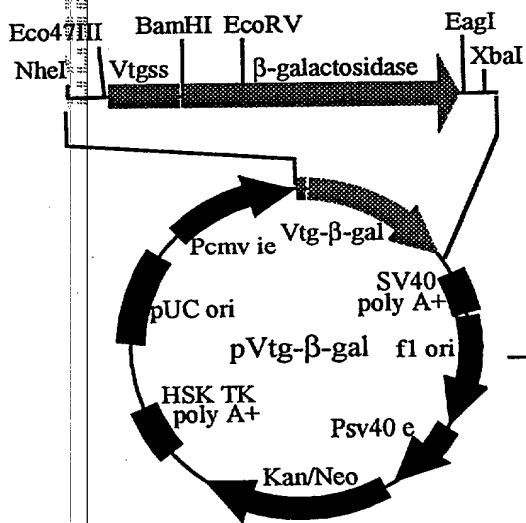 Eco47III
BamHI
EcoRV
EagI
NheI
Vtgss
β-galactosidase
XbaI
Vtg-β-gal
Pcmv ie
SV40
poly A+
pUC ori
pVtg-β-gal
f1 ori
HSK TK
poly A+
Psv40 e
Kan/Neo